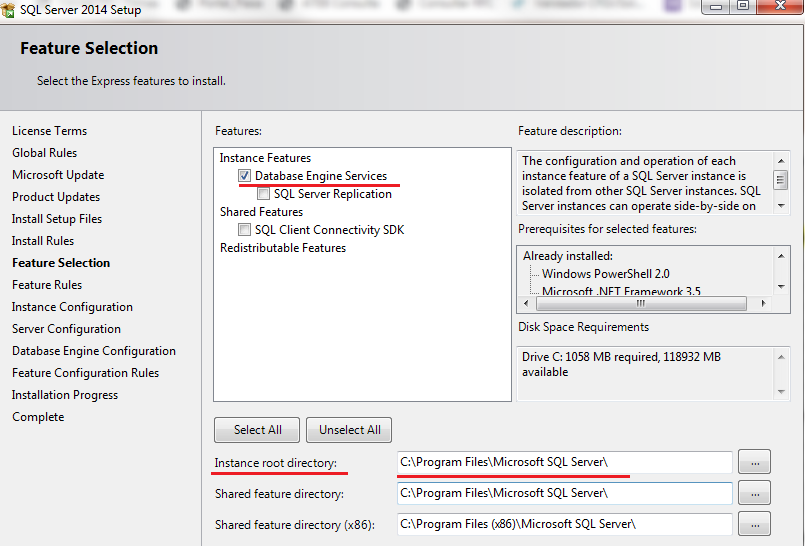 SQL Server 2014 Setup
Feature Selection
Select the Express features to install.
License Terms
Global Rules
Microsoft Update
Product Updates
Install Setup Files
Install Rules
Feature Selection
Feature Rules
Instance Configuration
Server Configuration
Database Engine Configuration
Feature Configuration Rules
Installation Progress
Complete
Features:
Instance Features
Database Engine Services
SQL Server Replication
Shared Features
SQL Client Connectivity SDK
Redistributable Features
Feature description:
The configuration and operation of each
instance feature of a SQL Server instance is
isolated from other SQL Server instances. SQL
Server instances can operate side-by-side on
Prerequisites for selected features:
Already installed:
Windows PowerShell 2.0
Microsoft .NET Framework 3.5
Disk Space Requirements
Drive C: 1058 MB required, 118932 MB
available
Select All
Unselect All
Instance root directory:
C:\Program Files\Microsoft SQL Server\
...
Shared feature directory:
C:\Program Files\Microsoft SQL Server\
...
Shared feature directory (x86):
C:\Program Files (x86)\Microsoft SQL Server\
...